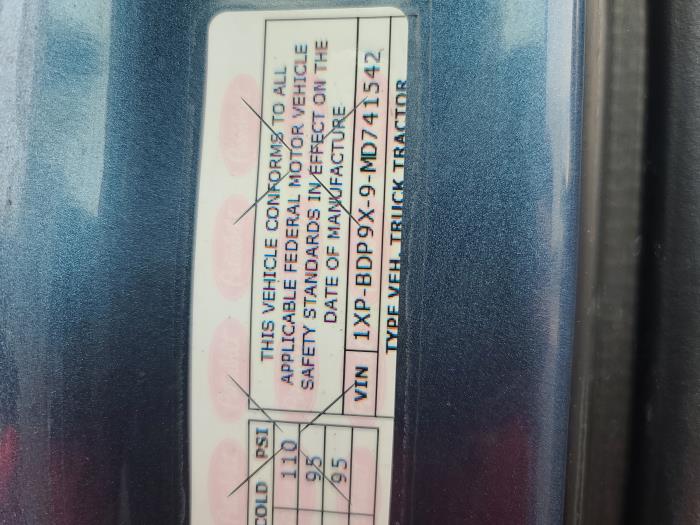 THIS VEHICLE CONFORMS TO ALL
APPLICABLE FEDERAL MOTOR VEHICLE
SAFETY STANDARDS IN EFFECT ON THE
DATE OF MANUFACTURE
VIN 1XP-BDP9X-9-MD741542
TYPE VEH. TRUCK TRACTOR
COLD PSI
110
95
95